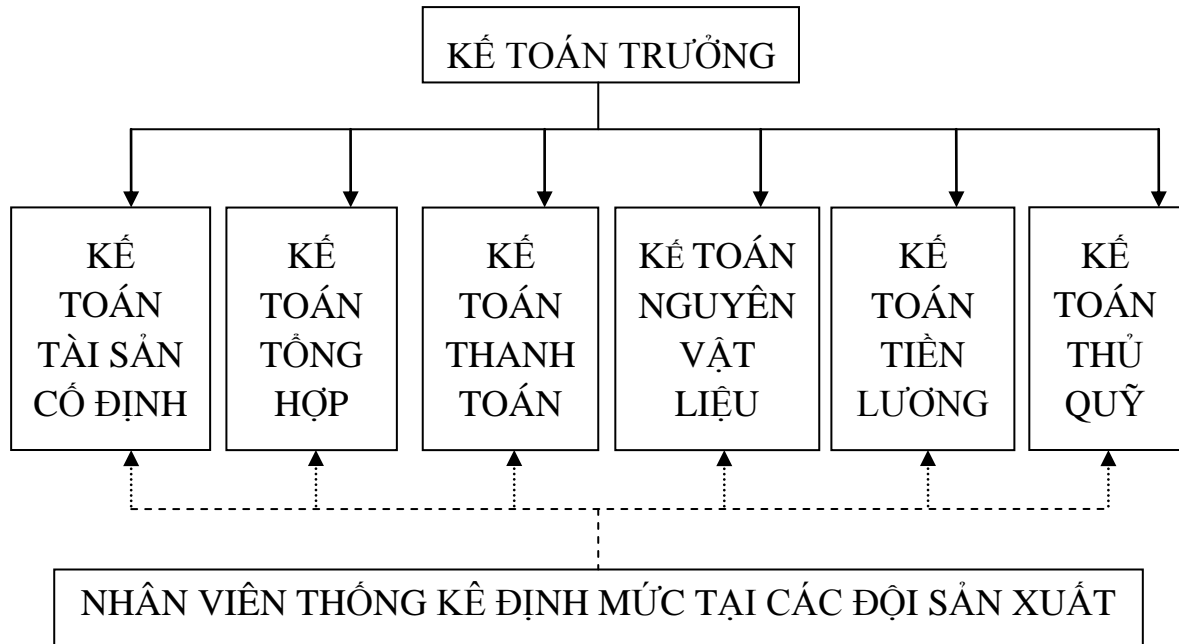 KẾ TOÁN TRƯỞNG
KẾ
TOÁN
TÀI SẢN
CỐ ĐỊNH
KẾ
TOÁN
TỔNG
HỢP
KẾ
TOÁN
THANH
TOÁN
KẾ TOÁN
NGUYÊN
VẬT
LIỆU
KẾ
TOÁN
TIỀN
LƯƠNG
KẾ
TOÁN
THỦ
QUỸ
NHÂN VIÊN THỐNG KÊ ĐỊNH MỨC TẠI CÁC ĐỘI SẢN XUẤT